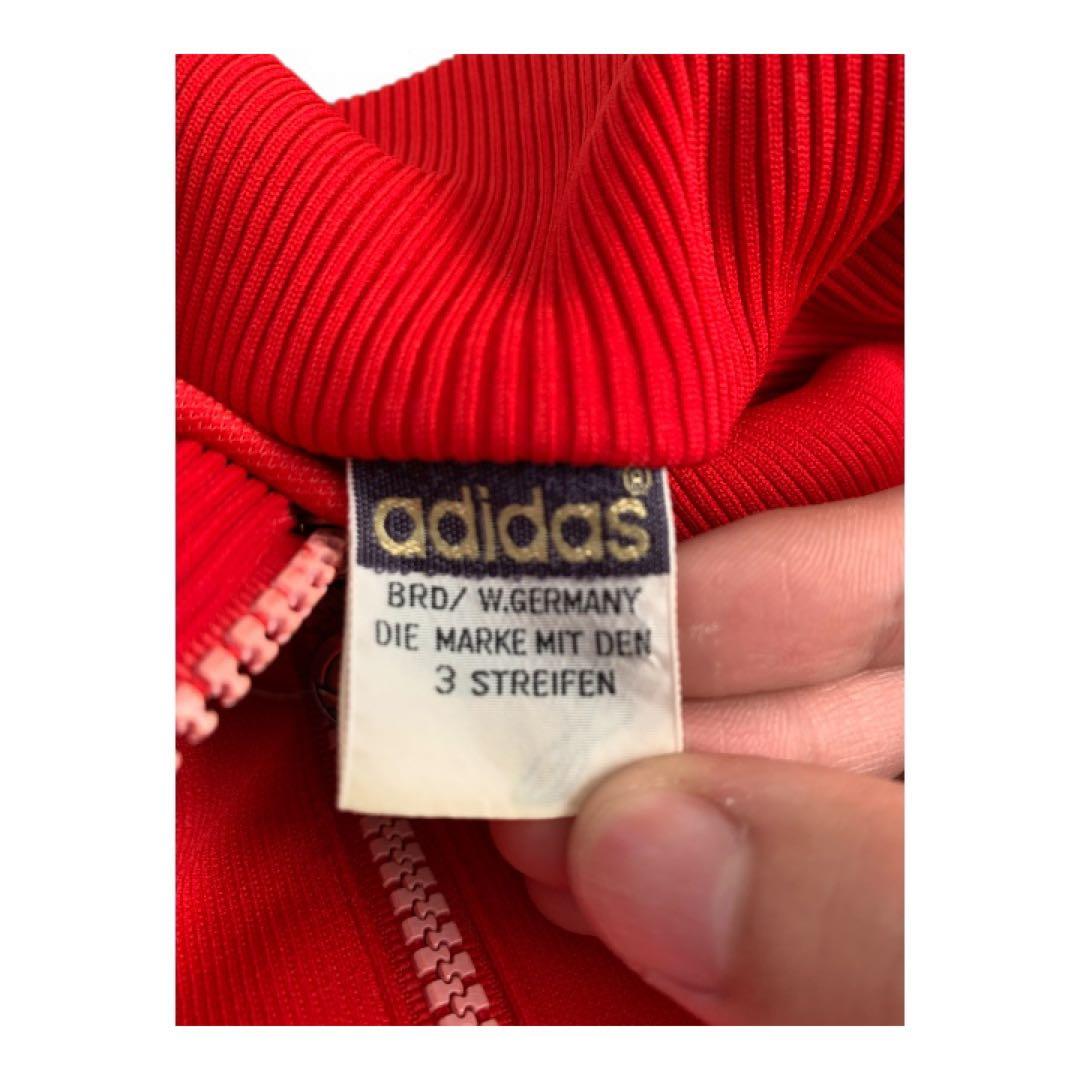 adidas®
BRD/ W.GERMANY
DIE MARKE MIT DEN
3 STREIFEN